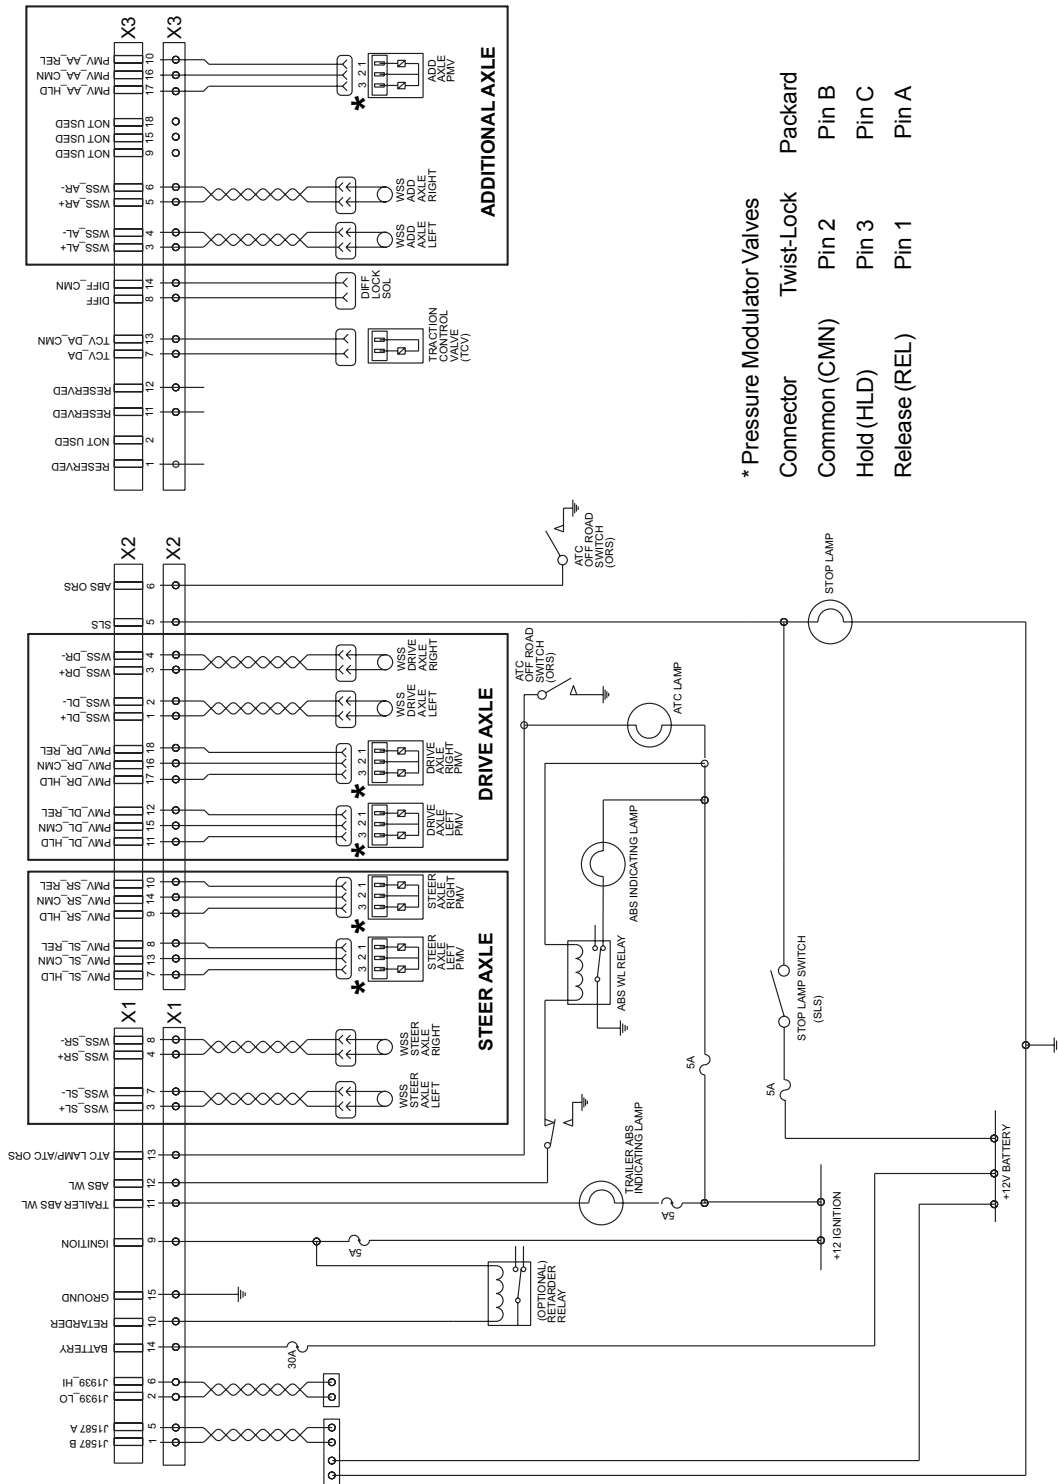 X1
X1
J1587 B
1
J1587 A
5
J1939_LO
2
J1939_HI
6
BATTERY
14
RETARDER
10
GROUND
15
IGNITION
9
TRAILER ABS WL
11
ABS WL
12
ATC LAMP/ATC ORS
13
WSS_SL+
3
WSS_SL-
7
WSS_SR+
4
WSS_SR-
8
WSS
STEER
AXLE
LEFT
WSS
STEER
AXLE
RIGHT
X2
X2
PMV_SL_HLD
7
PMV_SL_CMN
13
PMV_SL_REL
8
PMV_SR_HLD
9
PMV_SR_CMN
14
PMV_SR_REL
10
3 2 1
STEER
AXLE
LEFT
PMV
*
3 2 1
STEER
AXLE
RIGHT
PMV
*
STEER AXLE
PMV_DL_HLD
11
PMV_DL_CMN
15
PMV_DL_REL
12
PMV_DR_HLD
17
PMV_DR_CMN
16
PMV_DR_REL
18
WSS_DL+
1
WSS_DL-
2
WSS_DR+
3
WSS_DR-
4
3 2 1
DRIVE
AXLE
LEFT
PMV
*
3 2 1
DRIVE
AXLE
RIGHT
PMV
*
WSS
DRIVE
AXLE
LEFT
WSS
DRIVE
AXLE
RIGHT
DRIVE AXLE
SLS
5
ABS ORS
6
X3
X3
RESERVED
1
NOT USED
2
RESERVED
11
RESERVED
12
TCV_DA
7
TCV_DA_CMN
13
DIFF
8
DIFF_CMN
14
WSS_AL+
3
WSS_AL-
4
WSS_AR+
5
WSS_AR-
6
NOT USED
9
NOT USED
15
NOT USED
18
PMV_AA_HLD
17
PMV_AA_CMN
16
PMV_AA_REL
10
TRACTION
CONTROL
VALVE
(TCV)
DIFF
LOCK
SOL
WSS
ADD
AXLE
LEFT
WSS
ADD
AXLE
RIGHT
3 2 1
ADD
AXLE
PMV
*
ADDITIONAL AXLE
30A
(OPTIONAL)
RETARDER
RELAY
5A
5A
TRAILER ABS
INDICATING LAMP
5A
ABS WL RELAY
ABS INDICATING LAMP
ATC LAMP
ATC
OFF ROAD
SWITCH
(ORS)
ATC
OFF ROAD
SWITCH
(ORS)
+12 IGNITION
5A
STOP LAMP SWITCH
(SLS)
STOP LAMP
+12V BATTERY
* Pressure Modulator Valves
Connector Twist-Lock Packard
Common (CMN) Pin 2 Pin B
Hold (HLD) Pin 3 Pin C
Release (REL) Pin 1 Pin A